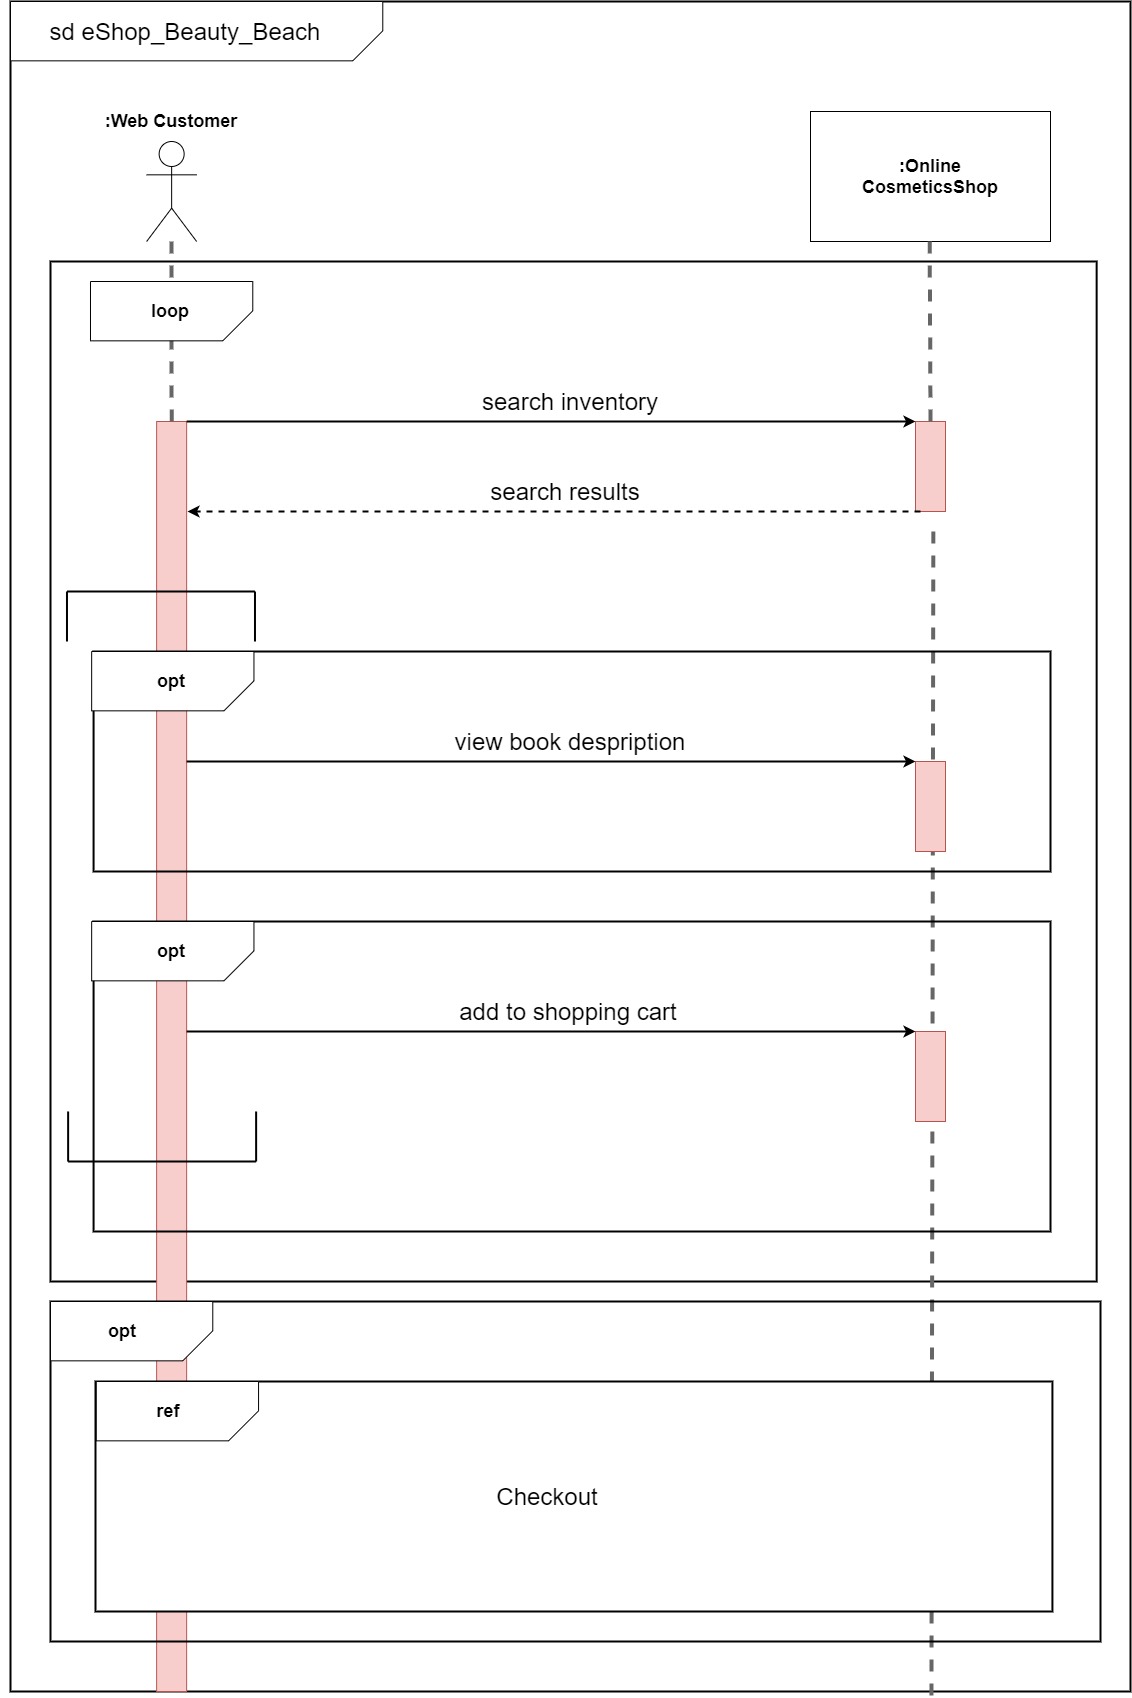 sd eShop_Beauty_Beach
:Web Customer
:Online
CosmeticsShop
loop
search inventory
search results
opt
view book despription
opt
add to shopping cart
opt
ref
Checkout